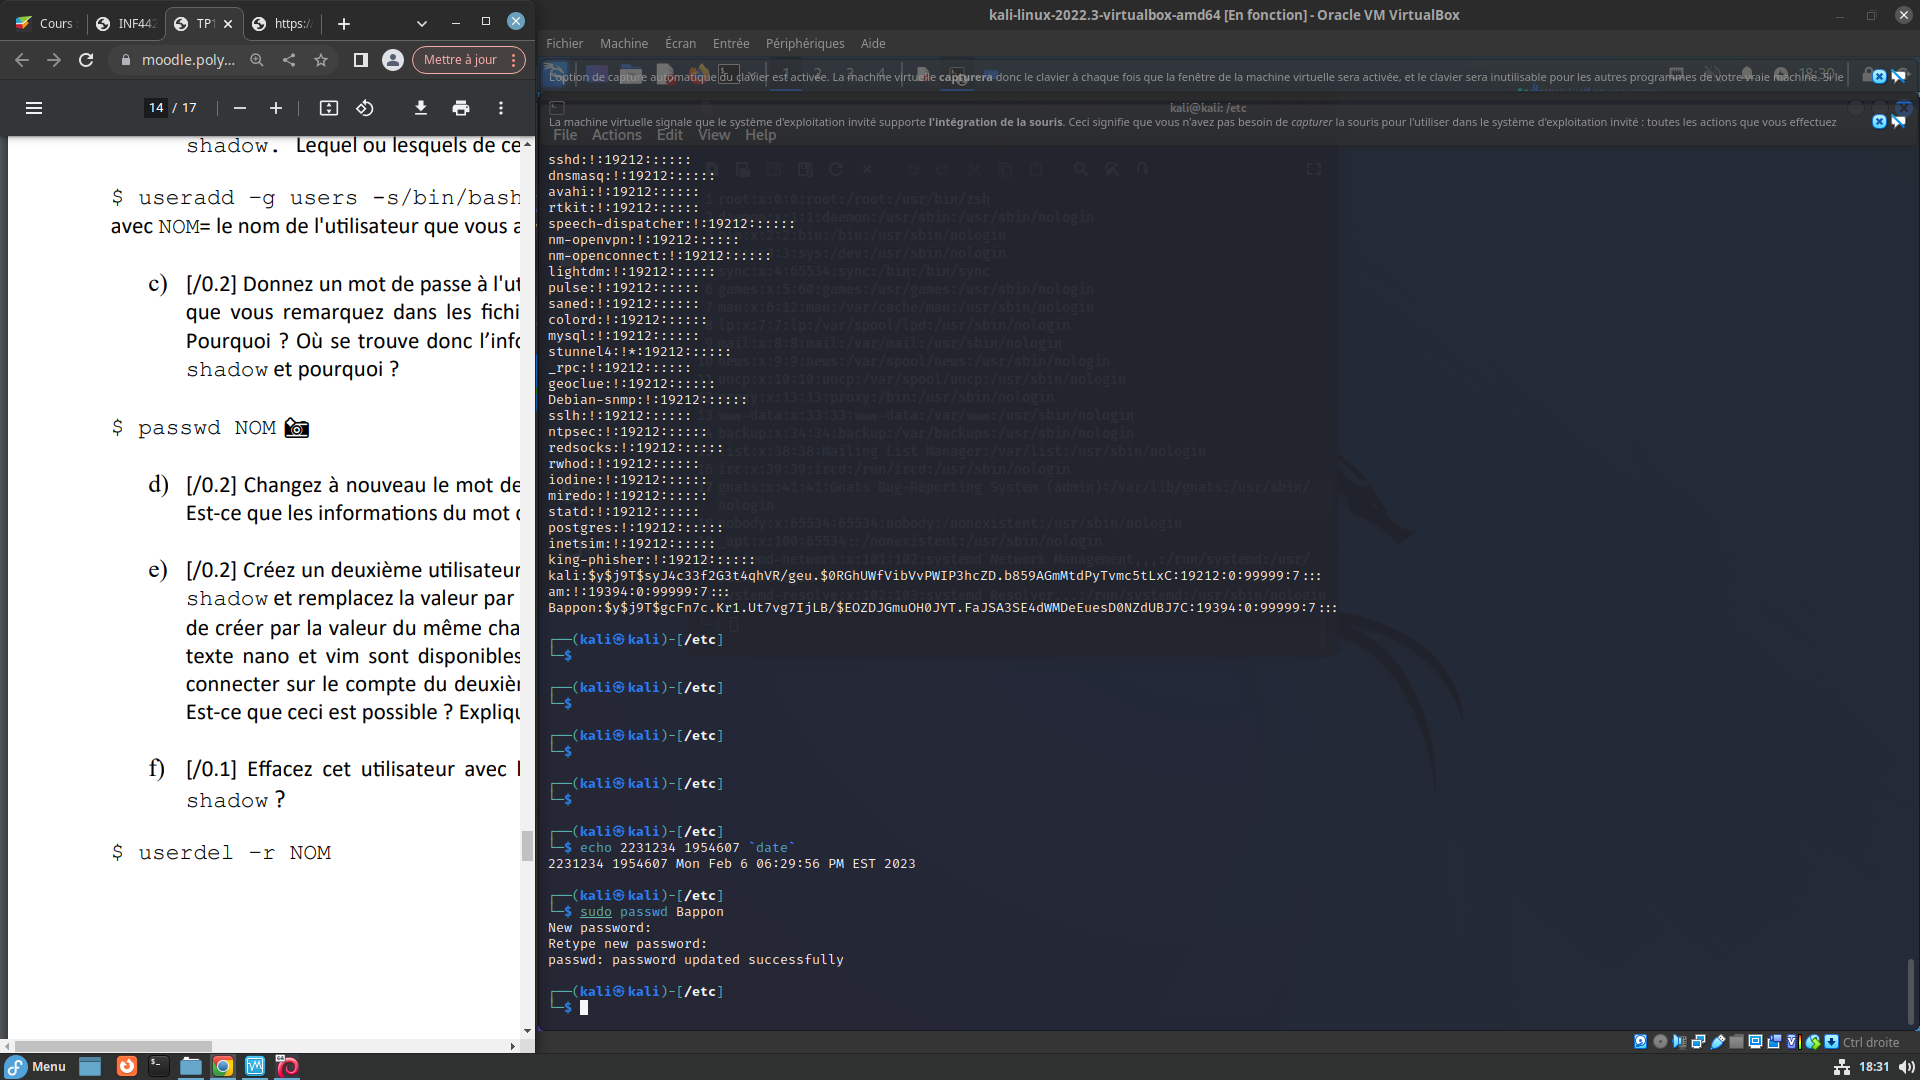 Cours
INF442
TP1
https:/
kali-linux-2022.3-virtualbox-amd64 [En fonction] - Oracle VM VirtualBox
moodle.poly...
Mettre à jour
Fichier Machine Écran Entrée Périphériques Aide
14 / 17
L'option de capture automatique du clavier est activée. La machine virtuelle capturera donc le clavier à chaque fois que la fenêtre de la machine virtuelle sera activée, et le clavier sera inutilisable pour les autres programmes de votre vraie machine. Si le
kali@kali: /etc
La machine virtuelle signale que le système d'exploitation invité supporte l'intégration de la souris. Ceci signifie que vous n'avez pas besoin de capturer la souris pour l'utiliser dans le système d'exploitation invité : toutes les actions que vous effectuez
File Actions Edit View Help
shadow. Lequel ou lesquels de ce
$ useradd -g users -s/bin/bash
avec NOM= le nom de l'utilisateur que vous a
c) [/0.2] Donnez un mot de passe à l'ut
que vous remarquez dans les fichi
Pourquoi ? Où se trouve donc l'info
shadow et pourquoi ?
$ passwd NOM
d) [/0.2] Changez à nouveau le mot de
Est-ce que les informations du mot
e) [/0.2] Créez un deuxième utilisateur
shadow et remplacez la valeur par
de créer par la valeur du même cha
texte nano et vim sont disponibles
connecter sur le compte du deuxièm
Est-ce que ceci est possible ? Expliqu
f) [/0.1] Effacez cet utilisateur avec l
shadow ?
$ userdel -r NOM
sshd:!:19212::::::
dnsmasq:!:19212::::::
avahi:!:19212::::::
rtkit:!:19212::::::
speech-dispatcher:!:19212::::::
nm-openvpn:!:19212::::::
nm-openconnect:!:19212::::::
lightdm:!:19212::::::
pulse:!:19212::::::
saned:!:19212::::::
colord:!:19212::::::
mysql:!:19212::::::
stunnel4:!*:19212::::::
_rpc:!:19212::::::
geoclue:!:19212::::::
Debian-snmp:!:19212::::::
sslh:!:19212::::::
ntpsec:!:19212::::::
redsocks:!:19212::::::
rwhod:!:19212::::::
iodine:!:19212::::::
miredo:!:19212::::::
statd:!:19212::::::
postgres:!:19212::::::
inetsim:!:19212::::::
king-phisher:!:19212::::::
kali:$y$j9T$syJ4c33f2G3t4qhVR/geu.$0RGhUWfVibVvPWIP3hcZD.b859AGmMtdPyTvmc5tLxC:19212:0:99999:7:::
am:!:19394:0:99999:7:::
Bappon:$y$j9T$gcFn7c.Kr1.Ut7vg7IjLB/$EOZDJGmuOH0JYT.FaJSA3SE4dWMDeEuesD0NZdUBJ7C:19394:0:99999:7:::
(kali㉿kali)-[/etc]
$
(kali㉿kali)-[/etc]
$
(kali㉿kali)-[/etc]
$
(kali㉿kali)-[/etc]
$
(kali㉿kali)-[/etc]
$ echo 2231234 1954607 `date`
2231234 1954607 Mon Feb 6 06:29:56 PM EST 2023
(kali㉿kali)-[/etc]
$ sudo passwd Bappon
New password:
Retype new password:
passwd: password updated successfully
(kali㉿kali)-[/etc]
$
Ctrl droite
Menu
18:31